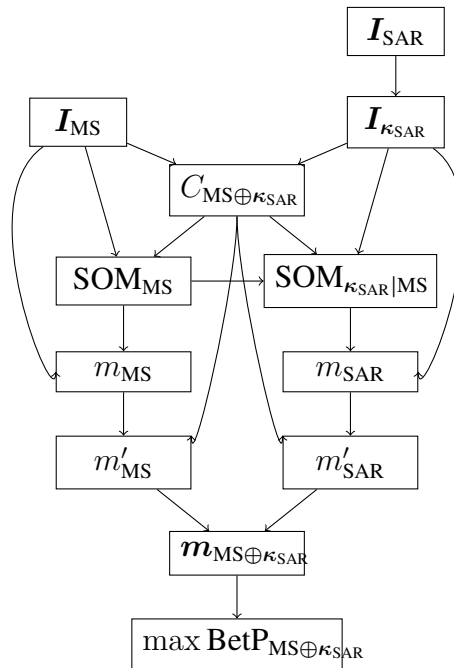 I_SAR
I_MS
I_κSAR
C_MS⊕κSAR
SOM_MS
SOM_κSAR|MS
m_MS
m_SAR
m′_MS
m′_SAR
m_MS⊕κSAR
max BetP_MS⊕κSAR